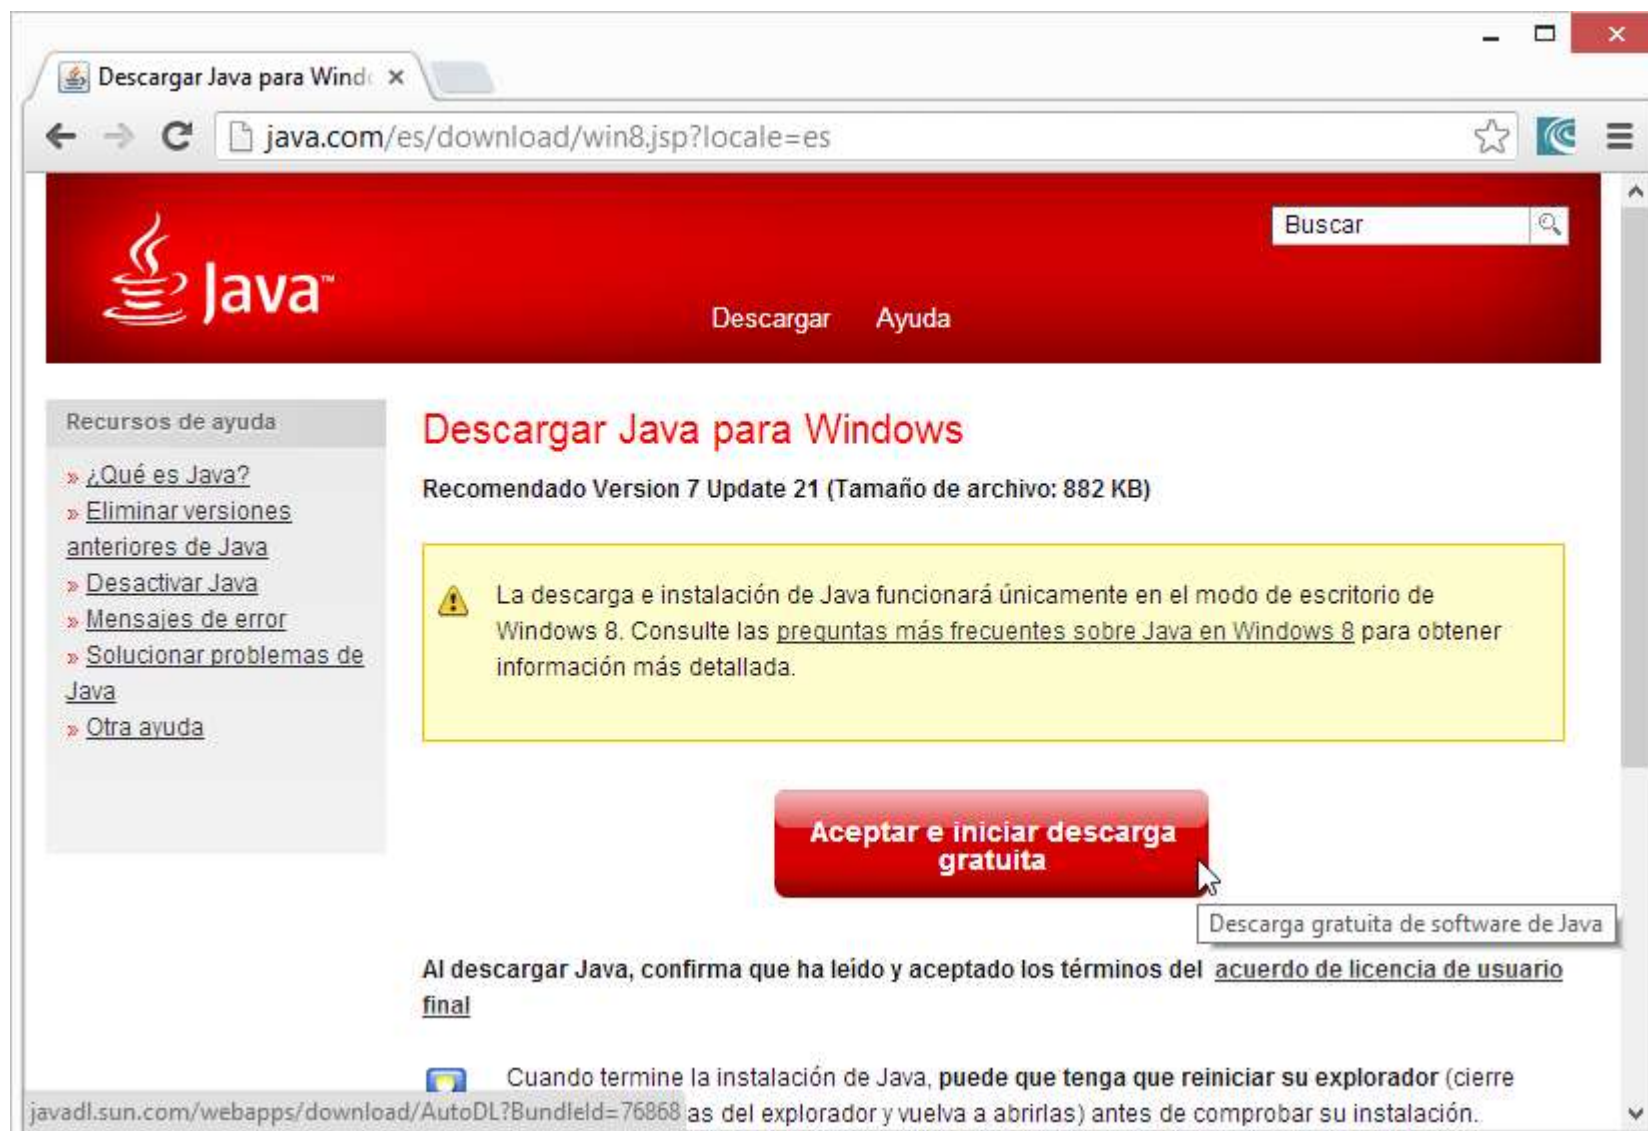 Descargar Java para Wind
java.com/es/download/win8.jsp?locale=es
Buscar
Java™
Descargar Ayuda
Recursos de ayuda
» ¿Qué es Java?
» Eliminar versiones
anteriores de Java
» Desactivar Java
» Mensajes de error
» Solucionar problemas de
Java
» Otra ayuda
Descargar Java para Windows
Recomendado Version 7 Update 21 (Tamaño de archivo: 882 KB)
La descarga e instalación de Java funcionará únicamente en el modo de escritorio de
Windows 8. Consulte las preguntas más frecuentes sobre Java en Windows 8 para obtener
información más detallada.
Aceptar e iniciar descarga
gratuita
Descarga gratuita de software de Java
Al descargar Java, confirma que ha leído y aceptado los términos del acuerdo de licencia de usuario
final
Cuando termine la instalación de Java, puede que tenga que reiniciar su explorador (cierre
as del explorador y vuelva a abrirlas) antes de comprobar su instalación.
javadl.sun.com/webapps/download/AutoDL?BundleId=76868